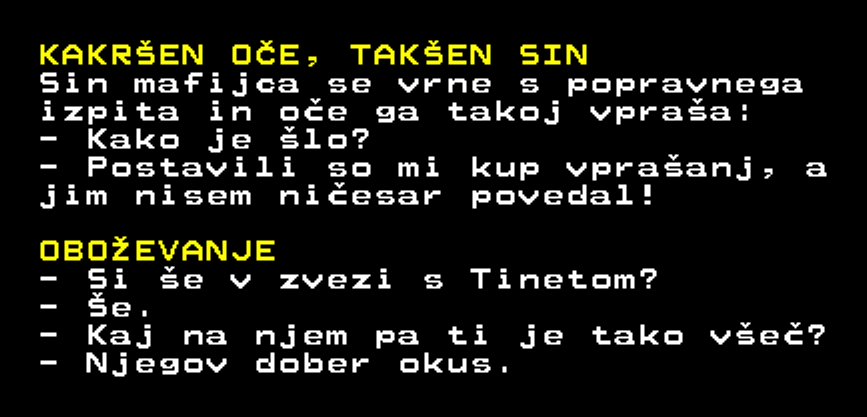 KAKRŠEN OČE, TAKŠEN SIN
Sin mafijca se vrne s popravnega
izpita in oče ga takoj vpraša:
- Kako je šlo?
- Postavili so mi kup vprašanj, a
jim nisem ničesar povedal!
OBOŽEVANJE
- Si še v zvezi s Tinetom?
- Še.
- Kaj na njem pa ti je tako všeč?
- Njegov dober okus.